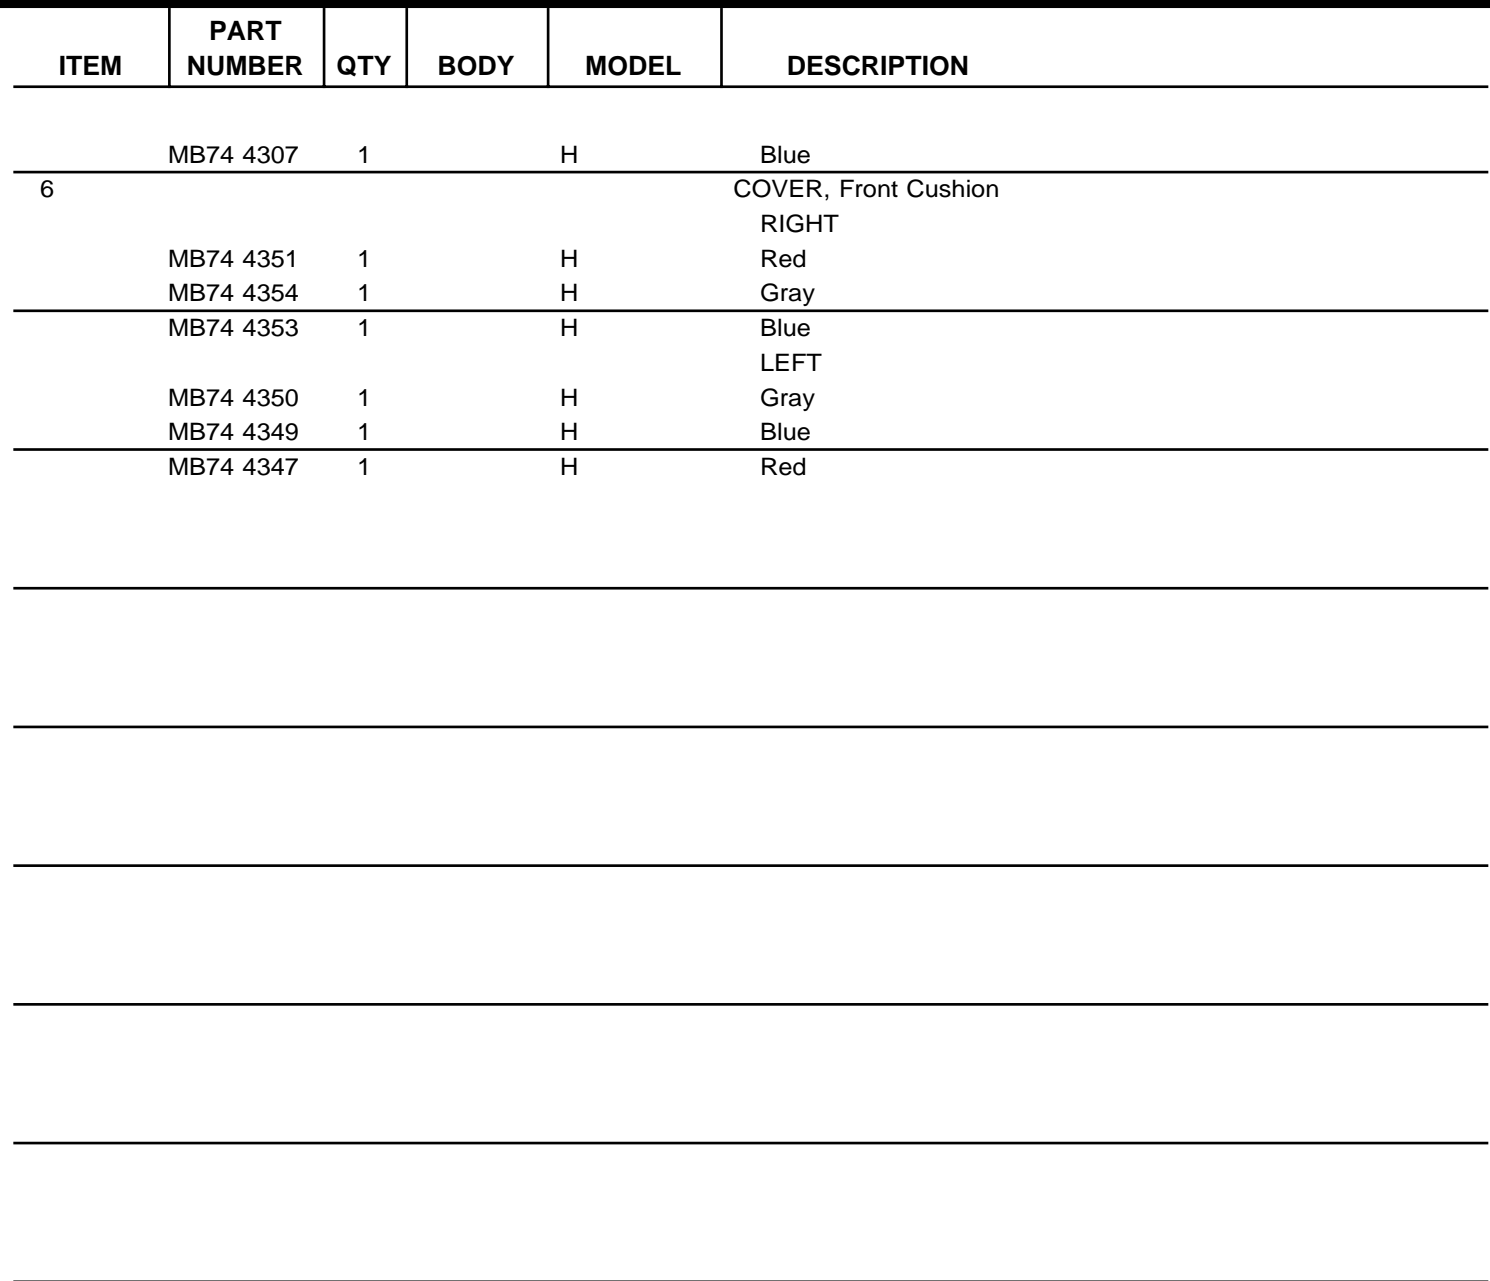 PART
ITEM NUMBER QTY BODY MODEL DESCRIPTION
MB74 4307 1 H Blue
6 COVER, Front Cushion
RIGHT
MB74 4351 1 H Red
MB74 4354 1 H Gray
MB74 4353 1 H Blue
LEFT
MB74 4350 1 H Gray
MB74 4349 1 H Blue
MB74 4347 1 H Red